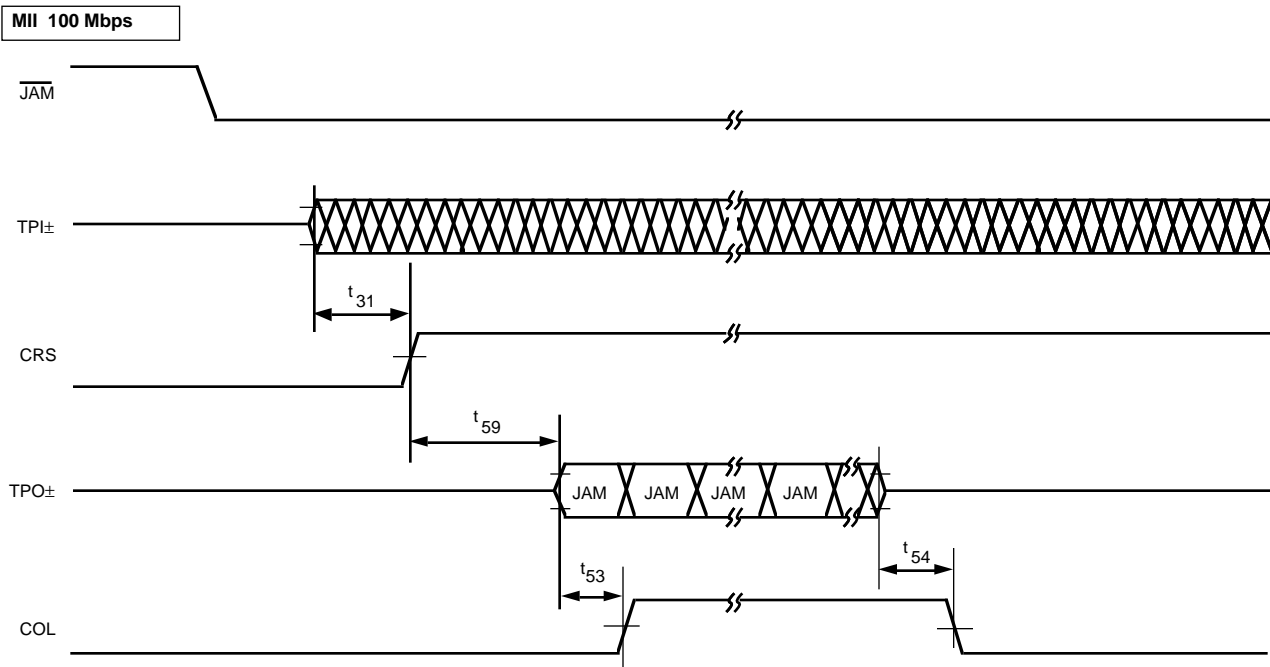 MII 100 Mbps
JAM
TPI±
t31
CRS
t59
TPO±
JAM JAM JAM JAM
t54
t53
COL